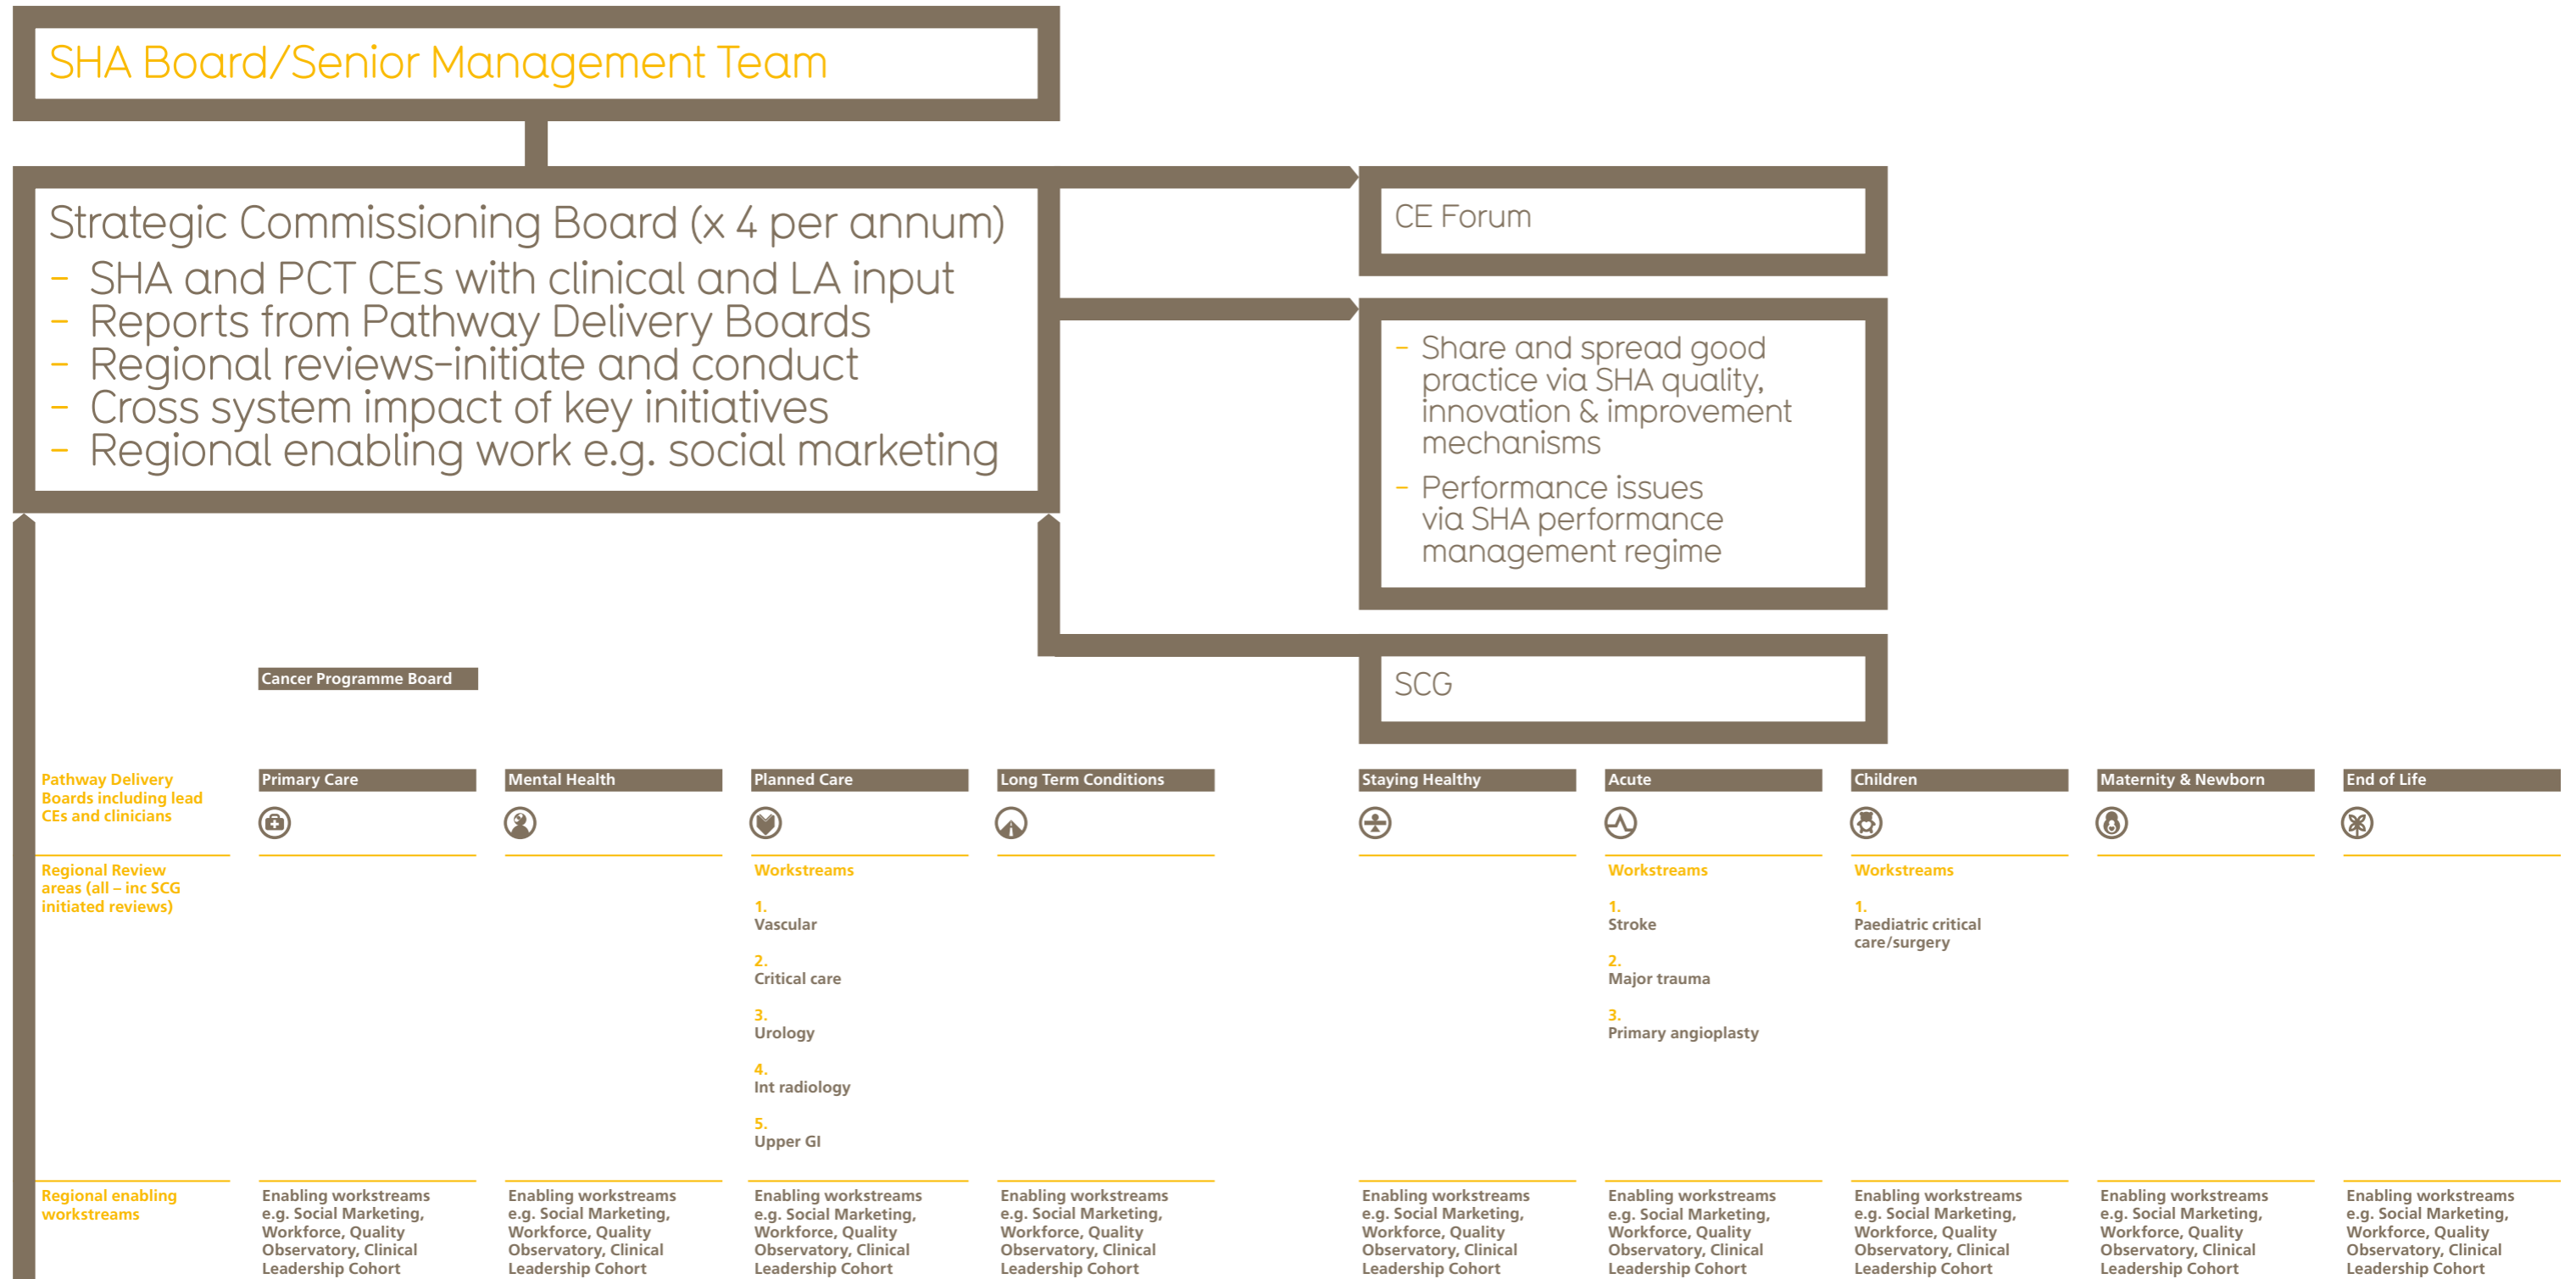 SHA Board/Senior Management Team
Strategic Commissioning Board (x 4 per annum)
– SHA and PCT CEs with clinical and LA input
– Reports from Pathway Delivery Boards
– Regional reviews–initiate and conduct
– Cross system impact of key initiatives
– Regional enabling work e.g. social marketing
CE Forum
– Share and spread good
practice via SHA quality,
innovation & improvement
mechanisms
– Performance issues
via SHA performance
management regime
SCG
Cancer Programme Board
Pathway Delivery
Boards including lead
CEs and clinicians
Primary Care
Mental Health
Planned Care
Long Term Conditions
Staying Healthy
Acute
Children
Maternity & Newborn
End of Life
Regional Review
areas (all – inc SCG
initiated reviews)
Workstreams
1.
Vascular
2.
Critical care
3.
Urology
4.
Int radiology
5.
Upper GI
Workstreams
1.
Stroke
2.
Major trauma
3.
Primary angioplasty
Workstreams
1.
Paediatric critical
care/surgery
Regional enabling
workstreams
Enabling workstreams
e.g. Social Marketing,
Workforce, Quality
Observatory, Clinical
Leadership Cohort
Enabling workstreams
e.g. Social Marketing,
Workforce, Quality
Observatory, Clinical
Leadership Cohort
Enabling workstreams
e.g. Social Marketing,
Workforce, Quality
Observatory, Clinical
Leadership Cohort
Enabling workstreams
e.g. Social Marketing,
Workforce, Quality
Observatory, Clinical
Leadership Cohort
Enabling workstreams
e.g. Social Marketing,
Workforce, Quality
Observatory, Clinical
Leadership Cohort
Enabling workstreams
e.g. Social Marketing,
Workforce, Quality
Observatory, Clinical
Leadership Cohort
Enabling workstreams
e.g. Social Marketing,
Workforce, Quality
Observatory, Clinical
Leadership Cohort
Enabling workstreams
e.g. Social Marketing,
Workforce, Quality
Observatory, Clinical
Leadership Cohort
Enabling workstreams
e.g. Social Marketing,
Workforce, Quality
Observatory, Clinical
Leadership Cohort